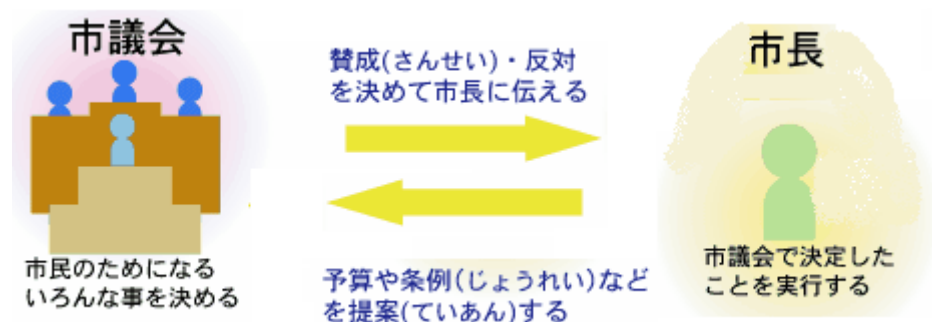 市議会
市民のためになる
いろんな事を決める
賛成(さんせい)・反対
を決めて市長に伝える
予算や条例(じょうれい)など
を提案(ていあん)する
市長
市議会で決定した
ことを実行する